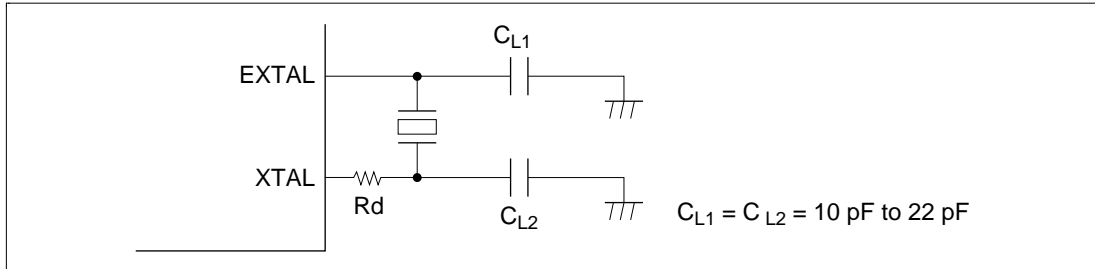 C_L1
EXTAL
XTAL
Rd
C_L2
C_L1 = C_L2 = 10 pF to 22 pF